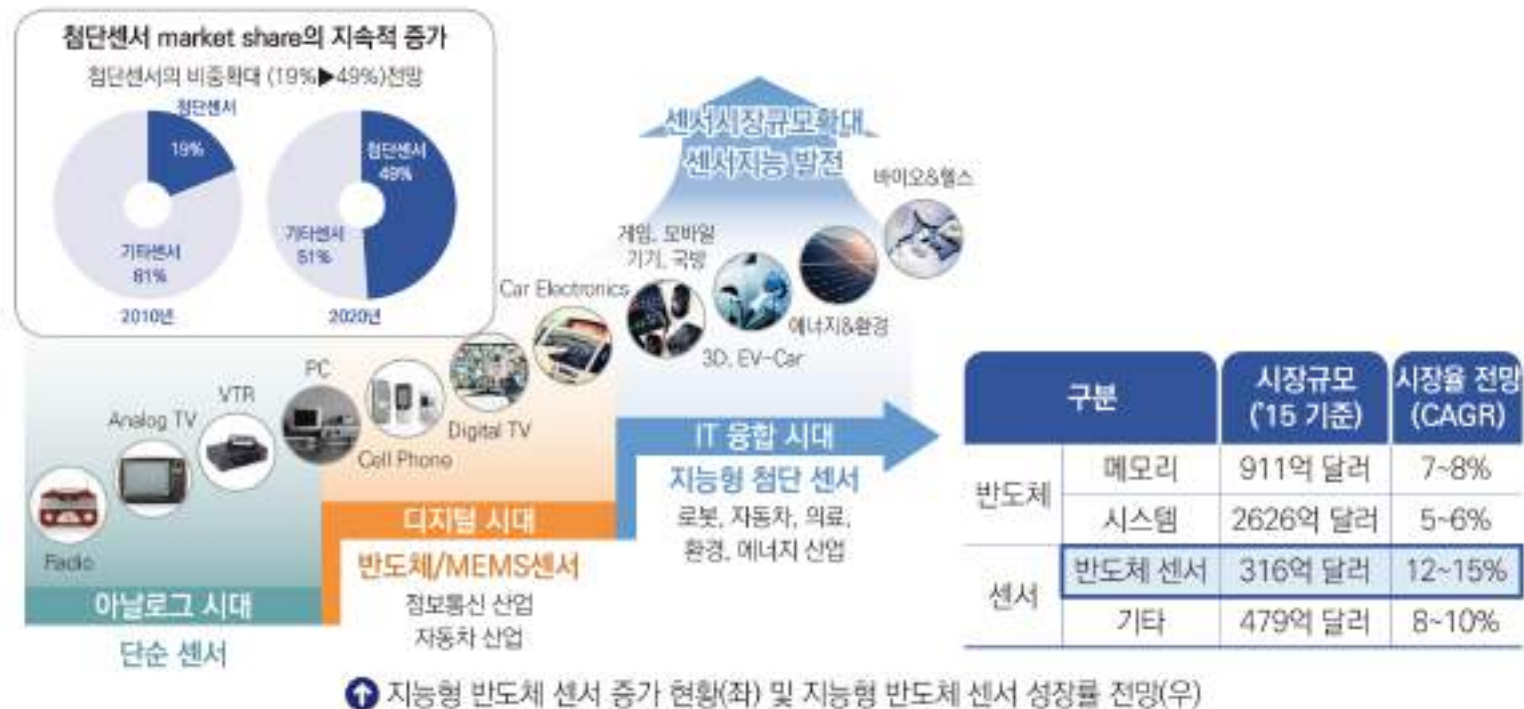 첨단센서 market share의 지속적 증가
첨단센서의 비중확대 (19%▶49%)전망
첨단센서
19%
기타센서
81%
2010년
첨단센서
49%
기타센서
51%
2020년
센서시장규모확대
센서지능 발전
바이오&헬스
게임, 모바일
기기, 국방
에너지&환경
3D, EV-Car
Car Electronics
Digital TV
PC
Cell Phone
VTR
Analog TV
Radio
아날로그 시대
단순 센서
디지털 시대
반도체/MEMS센서
정보통신 산업
자동차 산업
IT 융합 시대
지능형 첨단 센서
로봇, 자동차, 의료,
환경, 에너지 산업
구분 시장규모 ('15 기준) 시장율 전망 (CAGR)
반도체 메모리 911억 달러 7~8%
시스템 2626억 달러 5~6%
센서 반도체 센서 316억 달러 12~15%
기타 479억 달러 8~10%
지능형 반도체 센서 증가 현황(좌) 및 지능형 반도체 센서 성장률 전망(우)